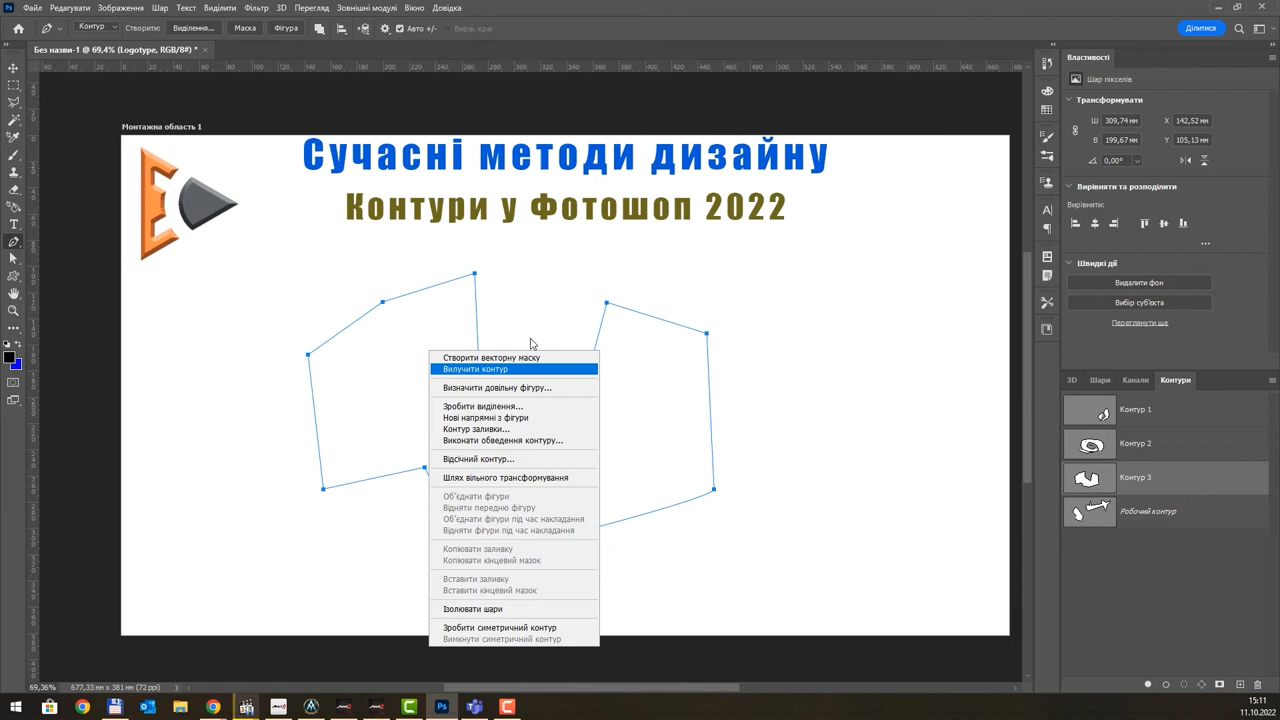 Файл Редагувати Зображення Шар Текст Виділити Фільтр 3D Перегляд Зовнішні модулі Вікно Довідка
Контур Створити: Виділення... Маска Фігура Авто +/- Вирів. краї Ділитися
Без назви-1 @ 69,4% (Logotype, RGB/8#) * ×
Монтажна область 1
Сучасні методи дизайну
Контури у Фотошоп 2022
Створити векторну маску
Вилучити контур
Визначити довільну фігуру...
Зробити виділення...
Нові напрямні з фігури
Контур заливки...
Виконати обведення контуру...
Відсічний контур...
Шлях вільного трансформування
Об'єднати фігури
Відняти передню фігуру
Об'єднати фігури під час накладання
Відняти фігури під час накладання
Копіювати заливку
Копіювати кінцевий мазок
Вставити заливку
Вставити кінцевий мазок
Ізолювати шари
Зробити симетричний контур
Вимкнути симетричний контур
Властивості
Шар пікселів
Трансформувати
Ш 309,74 мм X 142,52 мм
В 199,67 мм Y 105,13 мм
0,00°
Вирівняти та розподілити
Вирівняти:
Швидкі дії
Видалити фон
Вибір суб'єкта
Переглянути ще
3D Шари Канали Контури
Контур 1
Контур 2
Контур 3
Робочий контур
69,36% 677,33 мм x 381 мм (72 ppi)
15:11
11.10.2022